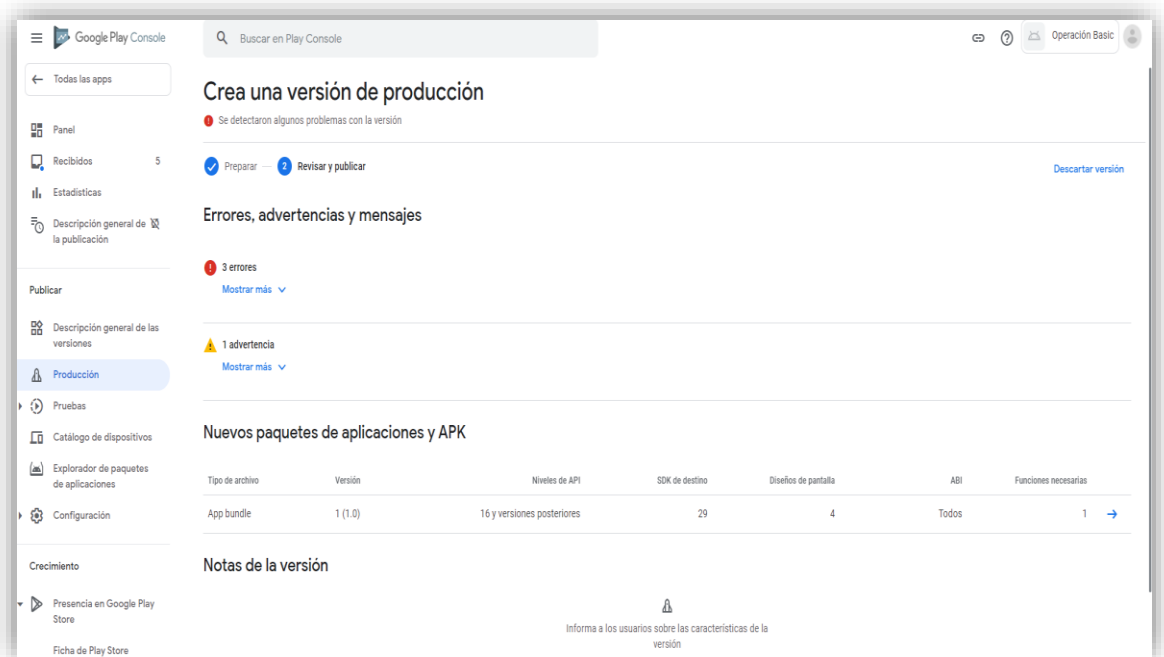 Google Play Console
Buscar en Play Console
Operación Basic
Todas las apps
Panel
Recibidos 5
Estadísticas
Descripción general de
la publicación
Publicar
Descripción general de las
versiones
Producción
Pruebas
Catálogo de dispositivos
Explorador de paquetes
de aplicaciones
Configuración
Crecimiento
Presencia en Google Play
Store
Ficha de Play Store
Crea una versión de producción
Se detectaron algunos problemas con la versión
Preparar 2 Revisar y publicar
Descartar versión
Errores, advertencias y mensajes
3 errores
Mostrar más
1 advertencia
Mostrar más
Nuevos paquetes de aplicaciones y APK
Tipo de archivo Versión Niveles de API SDK de destino Diseños de pantalla ABI Funciones necesarias
App bundle 1 (1.0) 16 y versiones posteriores 29 4 Todos 1
Notas de la versión
Informa a los usuarios sobre las características de la
versión